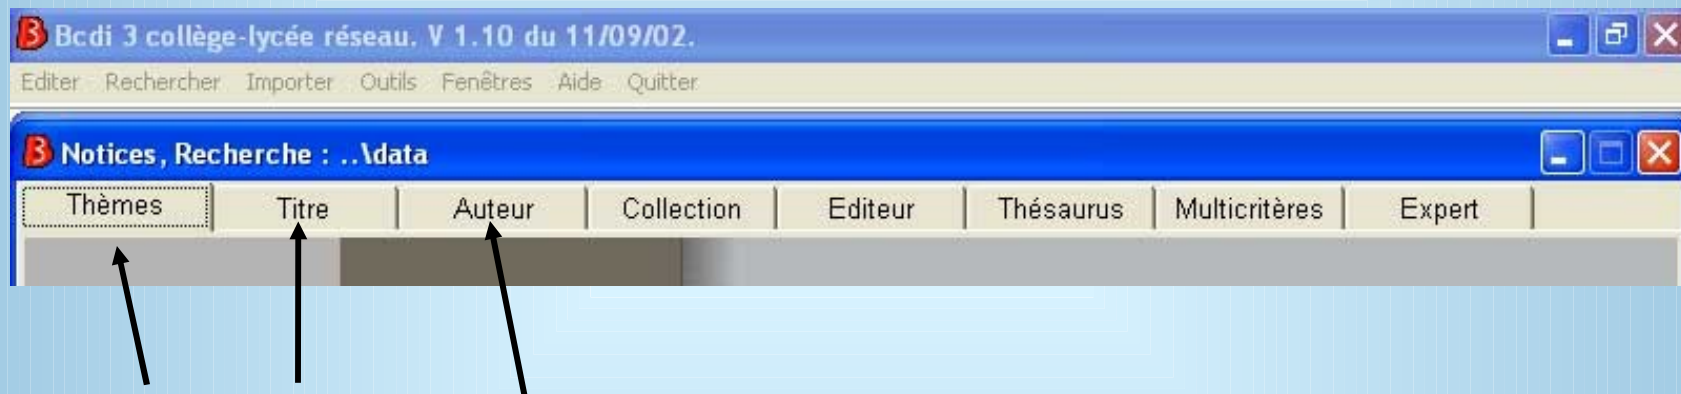 Bcdi 3 collège-lycée réseau. V 1.10 du 11/09/02.
Editer Rechercher Importer Outils Fenêtres Aide Quitter
Notices, Recherche : ..\data
Thèmes Titre Auteur Collection Editeur Thésaurus Multicritères Expert